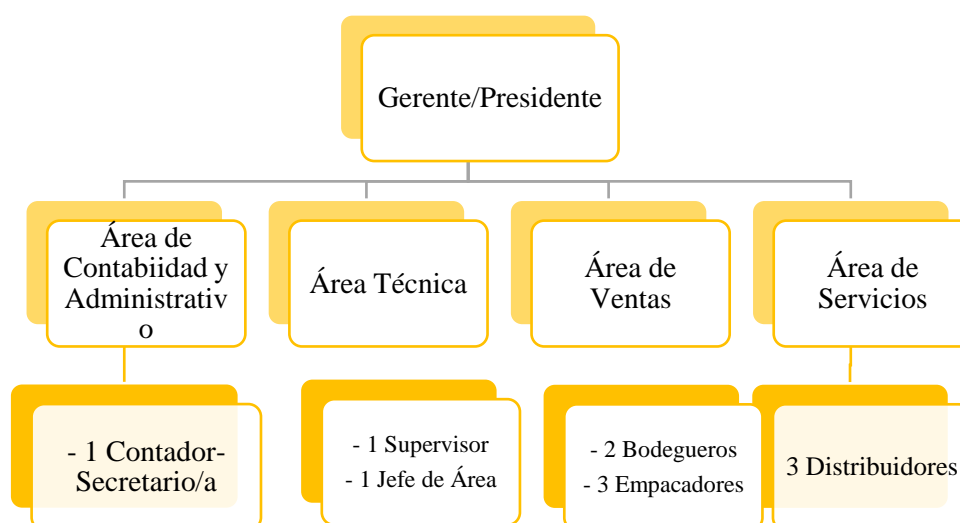 Gerente/Presidente
Área de
Contabiidad y
Administrativ
o
Área Técnica
Área de
Ventas
Área de
Servicios
- 1 Contador-
Secretario/a
- 1 Supervisor
- 1 Jefe de Área
- 2 Bodegueros
- 3 Empacadores
3 Distribuidores